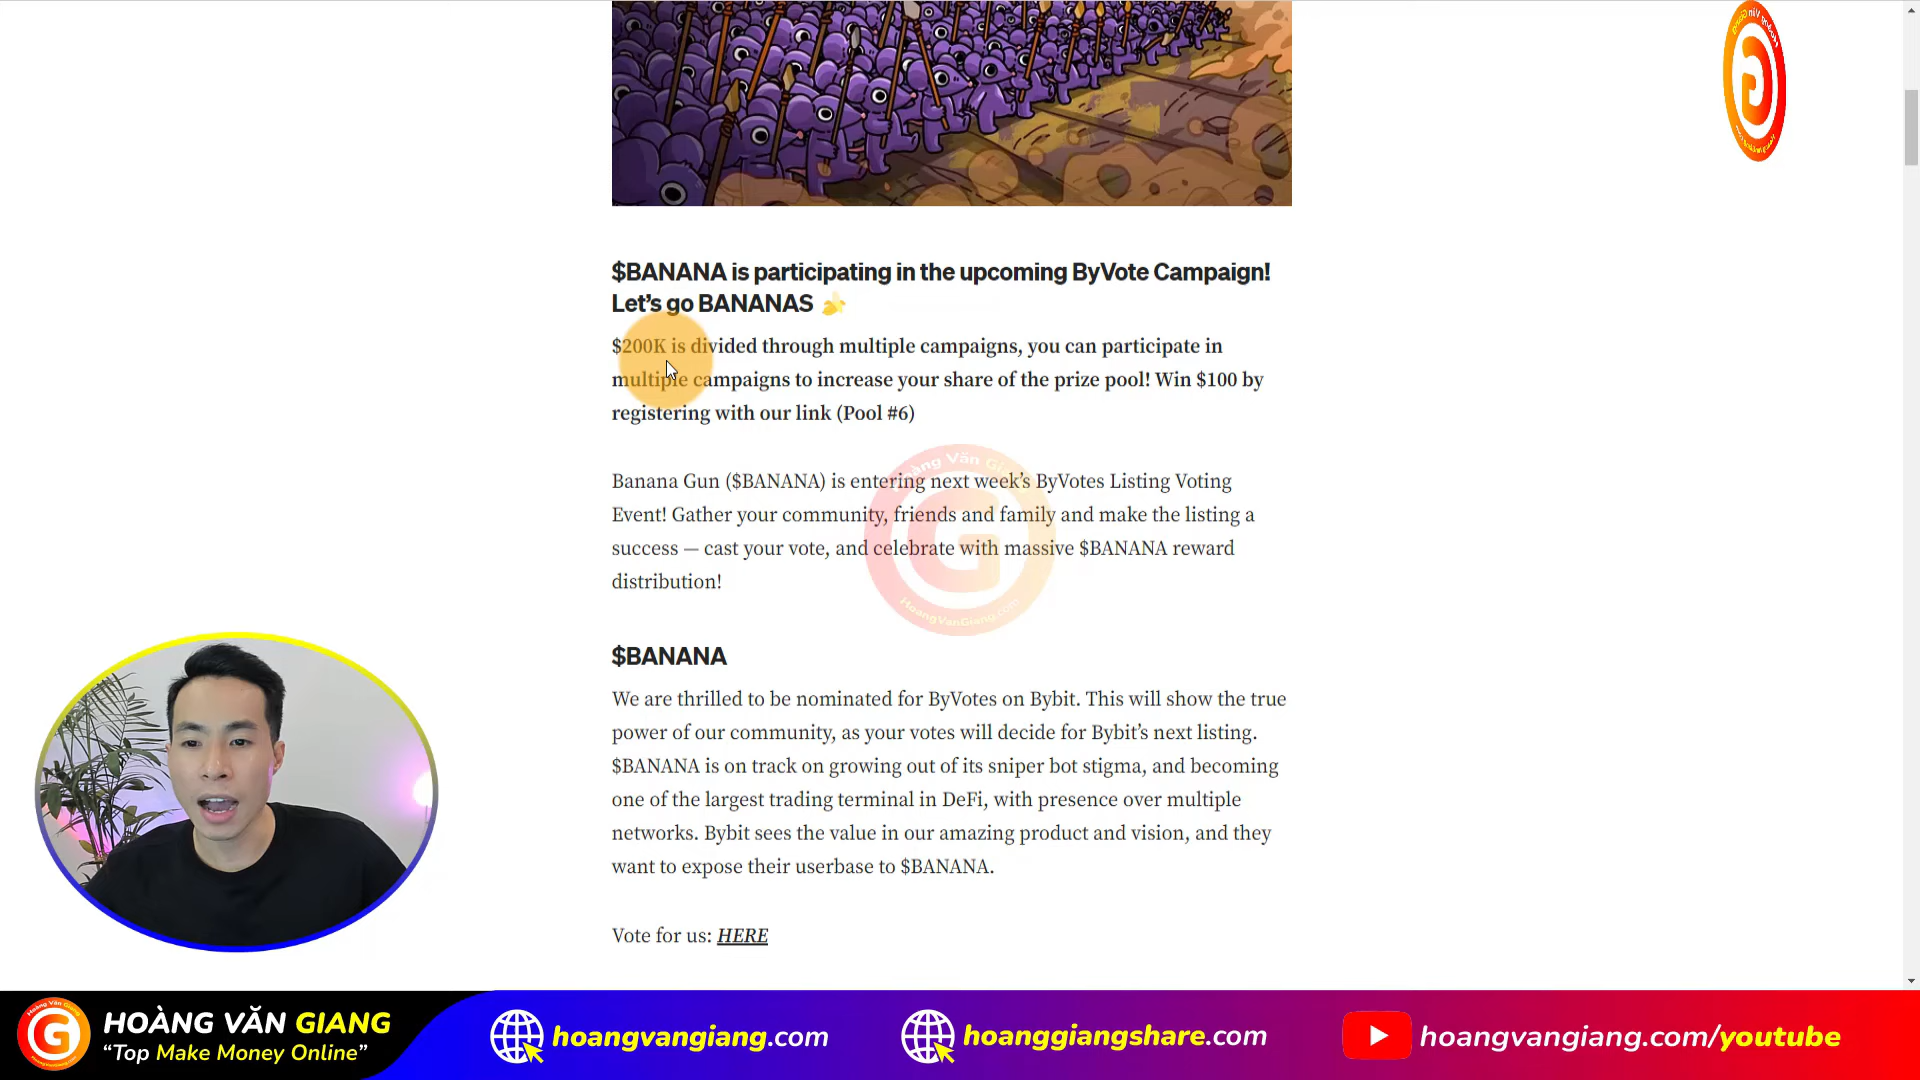 $BANANA is participating in the upcoming ByVote Campaign!
Let's go BANANAS 🍌
$200K is divided through multiple campaigns, you can participate in
multiple campaigns to increase your share of the prize pool! Win $100 by
registering with our link (Pool #6)
Banana Gun ($BANANA) is entering next week's ByVotes Listing Voting
Event! Gather your community, friends and family and make the listing a
success — cast your vote, and celebrate with massive $BANANA reward
distribution!
Hoàng Văn Giang
HoangVanGiang.com
$BANANA
We are thrilled to be nominated for ByVotes on Bybit. This will show the true
power of our community, as your votes will decide for Bybit's next listing.
$BANANA is on track on growing out of its sniper bot stigma, and becoming
one of the largest trading terminal in DeFi, with presence over multiple
networks. Bybit sees the value in our amazing product and vision, and they
want to expose their userbase to $BANANA.
Vote for us: HERE
HOÀNG VĂN GIANG
“Top Make Money Online”
hoangvangiang.com
hoanggiangshare.com
hoangvangiang.com/youtube